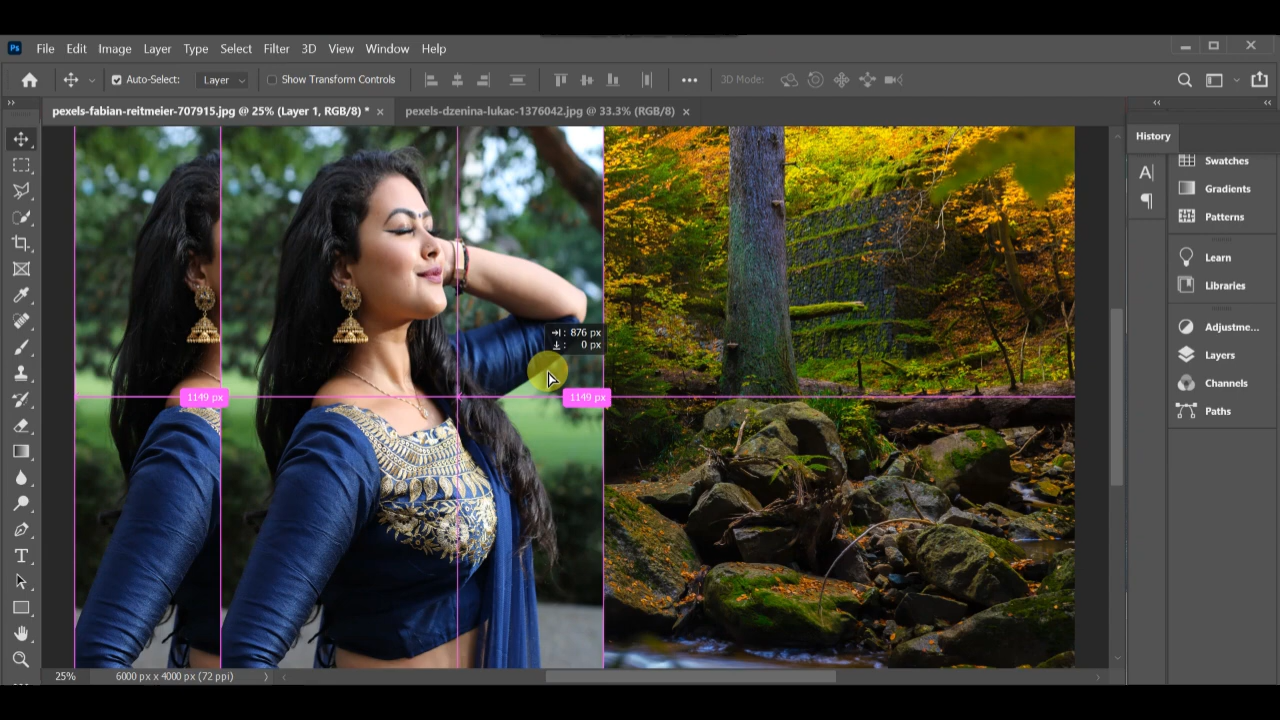 Ps File Edit Image Layer Type Select Filter 3D View Window Help
Auto-Select: Layer Show Transform Controls 3D Mode:
pexels-fabian-reitmeier-707915.jpg @ 25% (Layer 1, RGB/8) * × pexels-dzenina-lukac-1376042.jpg @ 33.3% (RGB/8) ×
History
Swatches
A
Gradients
Patterns
Learn
Libraries
: 876 px
Adjustme...
: 0 px
Layers
Channels
1149 px 1149 px
Paths
T
25% 6000 px x 4000 px (72 ppi)